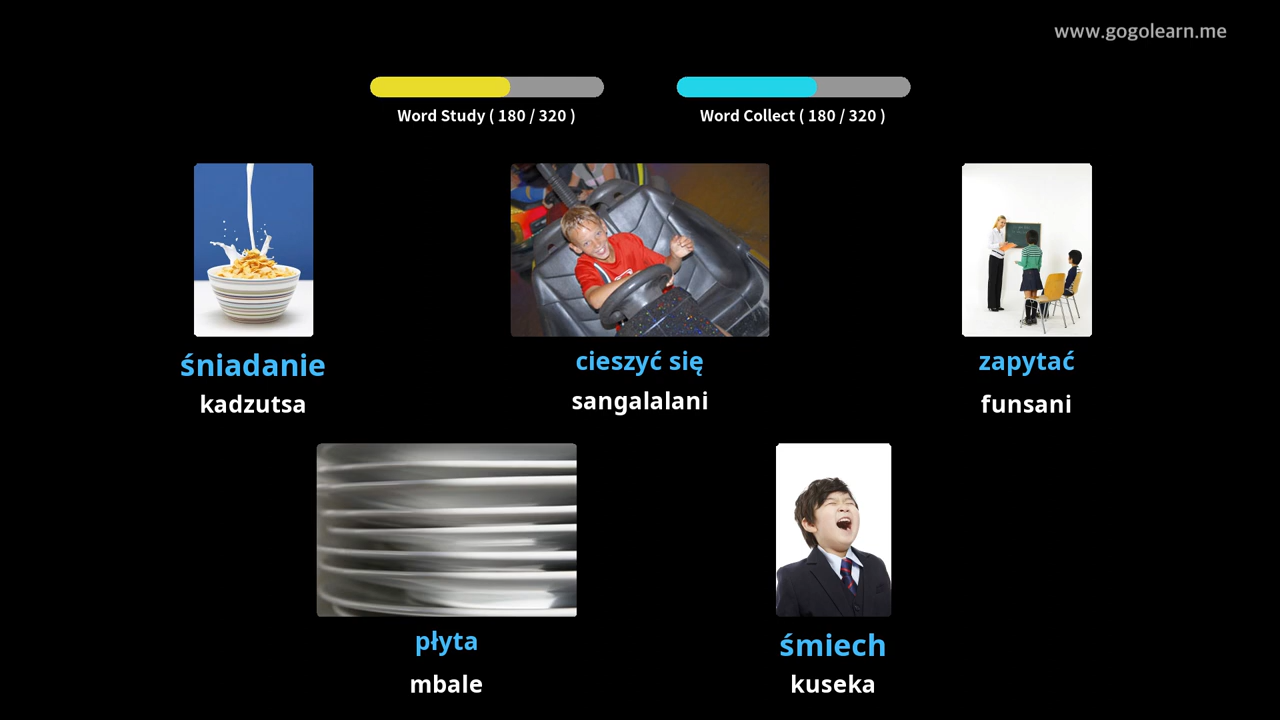 www.gogolearn.me
Word Study ( 180 / 320 )
Word Collect ( 180 / 320 )
śniadanie
kadzutsa
cieszyć się
sangalalani
zapytać
funsani
płyta
mbale
śmiech
kuseka